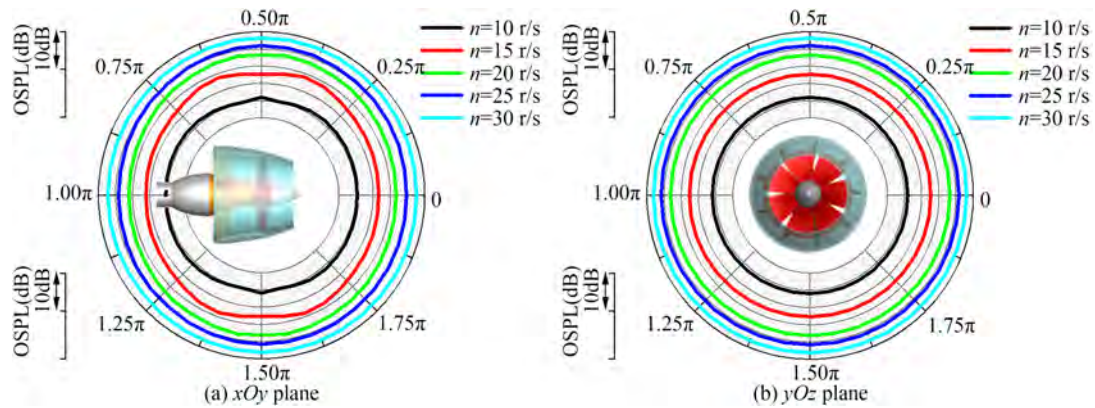 0.50π
n=10 r/s
n=15 r/s
n=20 r/s
n=25 r/s
n=30 r/s
OSPL(dB)
10dB
0.75π
0.25π
1.00π
0
OSPL(dB)
10dB
1.25π
1.75π
1.50π
(a) xOy plane
0.5π
n=10 r/s
n=15 r/s
n=20 r/s
n=25 r/s
n=30 r/s
OSPL(dB)
10dB
0.75π
0.25π
1.00π
0
OSPL(dB)
10dB
1.25π
1.75π
1.50π
(b) yOz plane